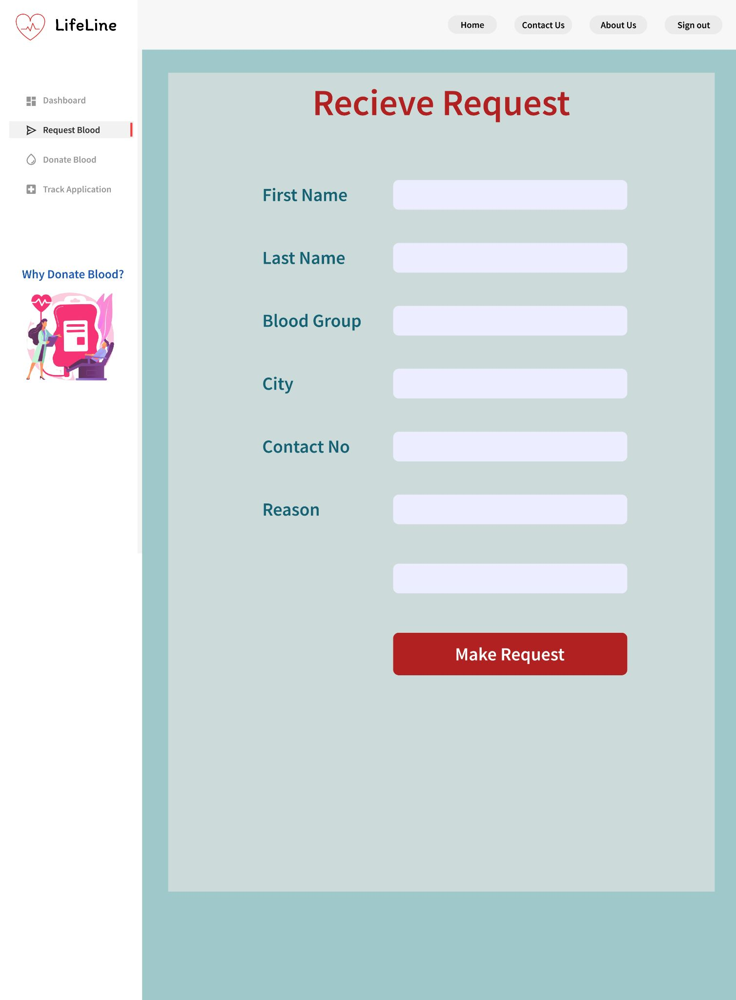 LifeLine
Home
Contact Us
About Us
Sign out
Dashboard
Request Blood
Donate Blood
Track Application
Why Donate Blood?
Recieve Request
First Name
Last Name
Blood Group
City
Contact No
Reason
Make Request